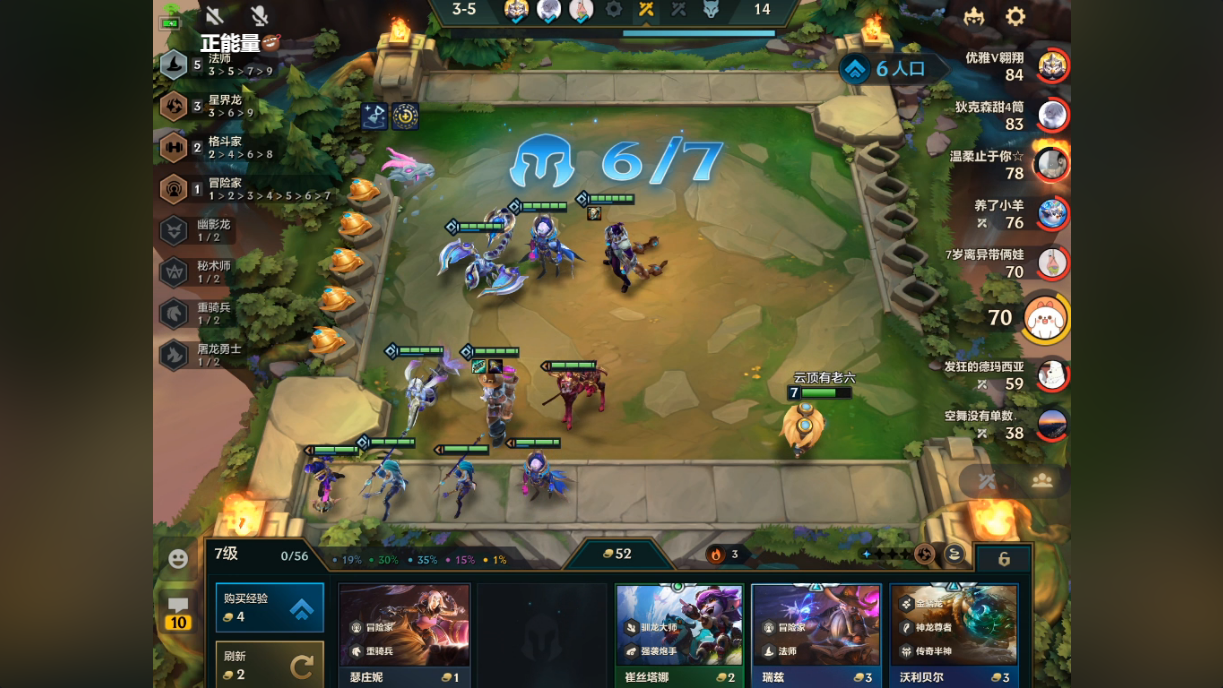 3-5
14
正能量
5 法师
3 > 5 > 7 > 9
3 星界龙
3 > 6 > 9
2 格斗家
2 > 4 > 6 > 8
1 冒险家
1 > 2 > 3 > 4 > 5 > 6 > 7
幽影龙
1 / 2
秘术师
1 / 2
重骑兵
1 / 2
屠龙勇士
1 / 2
6/7
6人口
优雅V翱翔
84
狄克森甜4筒
83
温柔止于你☆
78
养了小羊
76
7岁离异带俩娃
70
70
发狂的德玛西亚
59
空舞没有单数.
38
云顶有老六
7
7级
0/56
19%
30%
35%
15%
1%
52
3
6
10
购买经验
4
刷新
2
冒险家
重骑兵
瑟庄妮
1
驯龙大师
强袭炮手
崔丝塔娜
2
冒险家
法师
瑞兹
3
金鳞龙
神龙尊者
传奇半神
沃利贝尔
3